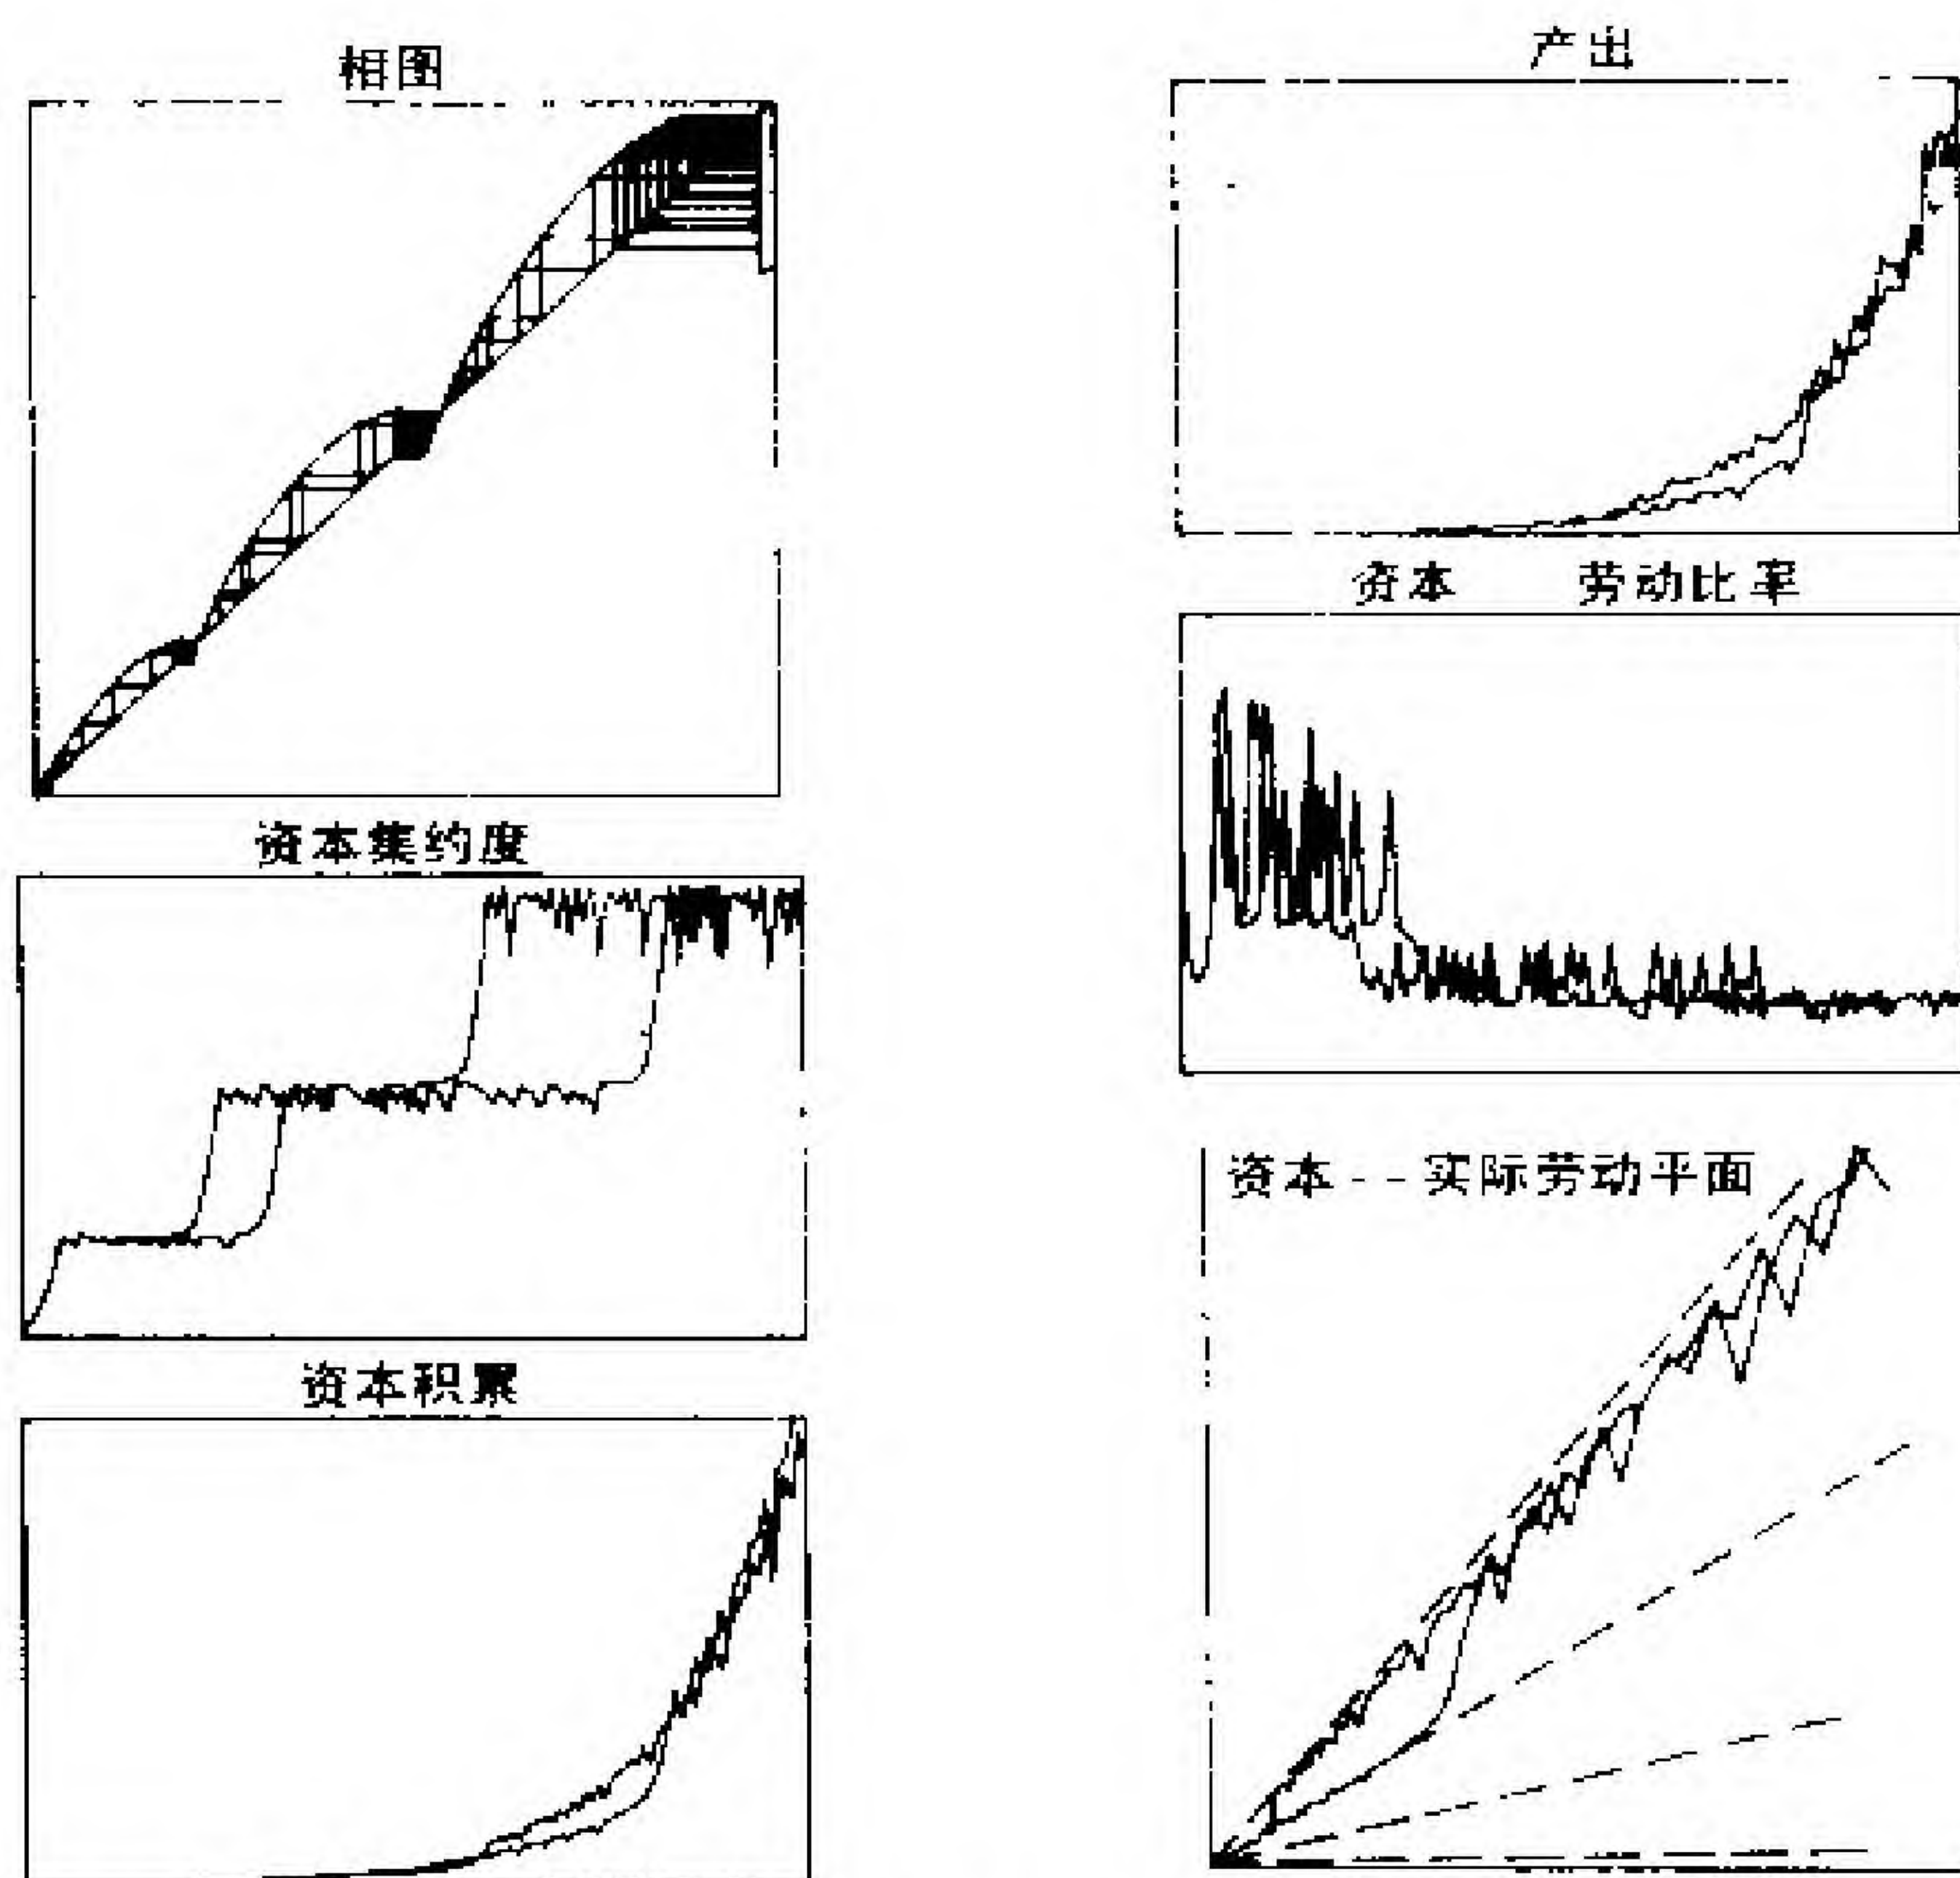 相图
资本集约度
资本积累
产出
资本 劳动比率
资本--实际劳动平面